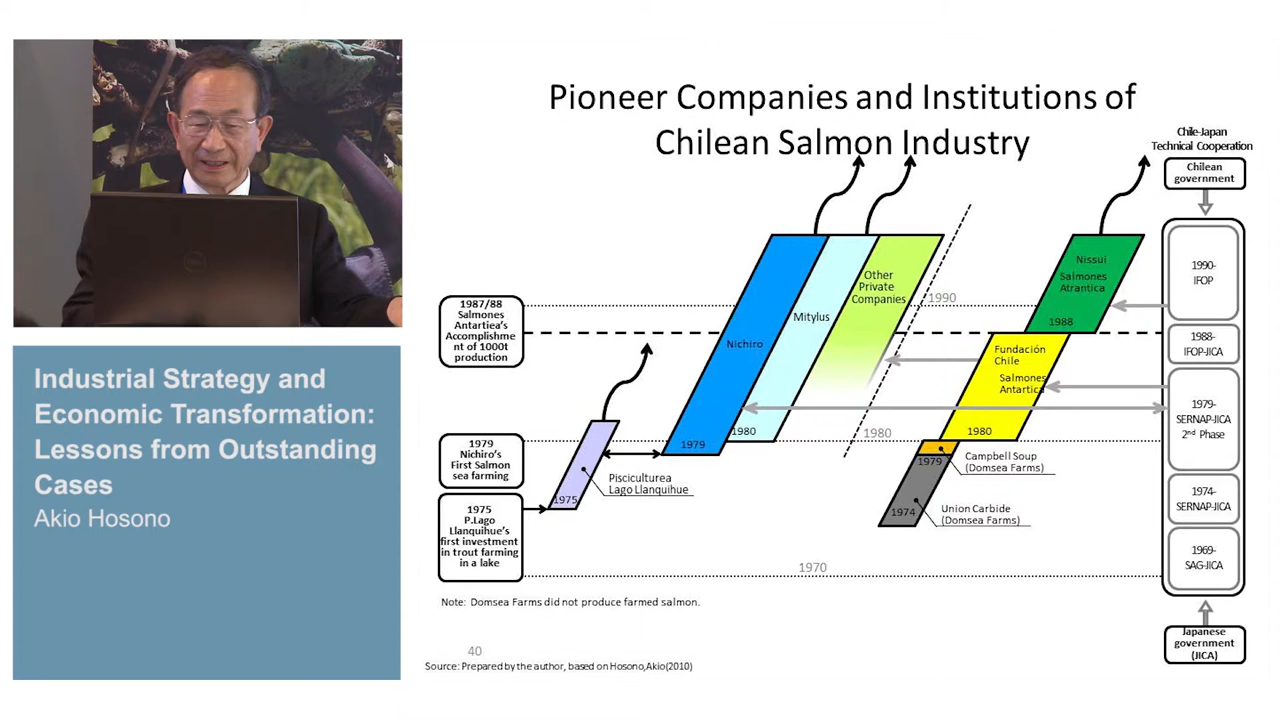 Pioneer Companies and Institutions of
Chilean Salmon Industry
Chile-Japan
Technical Cooperation
Chilean
government
1990-
IFOP
1988-
IFOP-JICA
1979-
SERNAP-JICA
2nd Phase
1974-
SERNAP-JICA
1969-
SAG-JICA
Japanese
government
(JICA)
1987/88
Salmones
Antartiea's
Accomplishme
nt of 1000t
production
1979
Nichiro's
First Salmon
sea farming
1975
P.Lago
Llanquihue's
first investment
in trout farming
in a lake
1975
Pisciculturea
Lago Llanquihue
Nichiro
1979
Mitylus
1980
Other
Private
Companies
1990
1980
1970
Nissui
Salmones
Atrantica
1988
Fundación
Chile
Salmones
Antartica
1980
1979
Campbell Soup
(Domsea Farms)
1974
Union Carbide
(Domsea Farms)
Note: Domsea Farms did not produce farmed salmon.
40
Source: Prepared by the author, based on Hosono,Akio(2010)
DELL
Industrial Strategy and
Economic Transformation:
Lessons from Outstanding
Cases
Akio Hosono